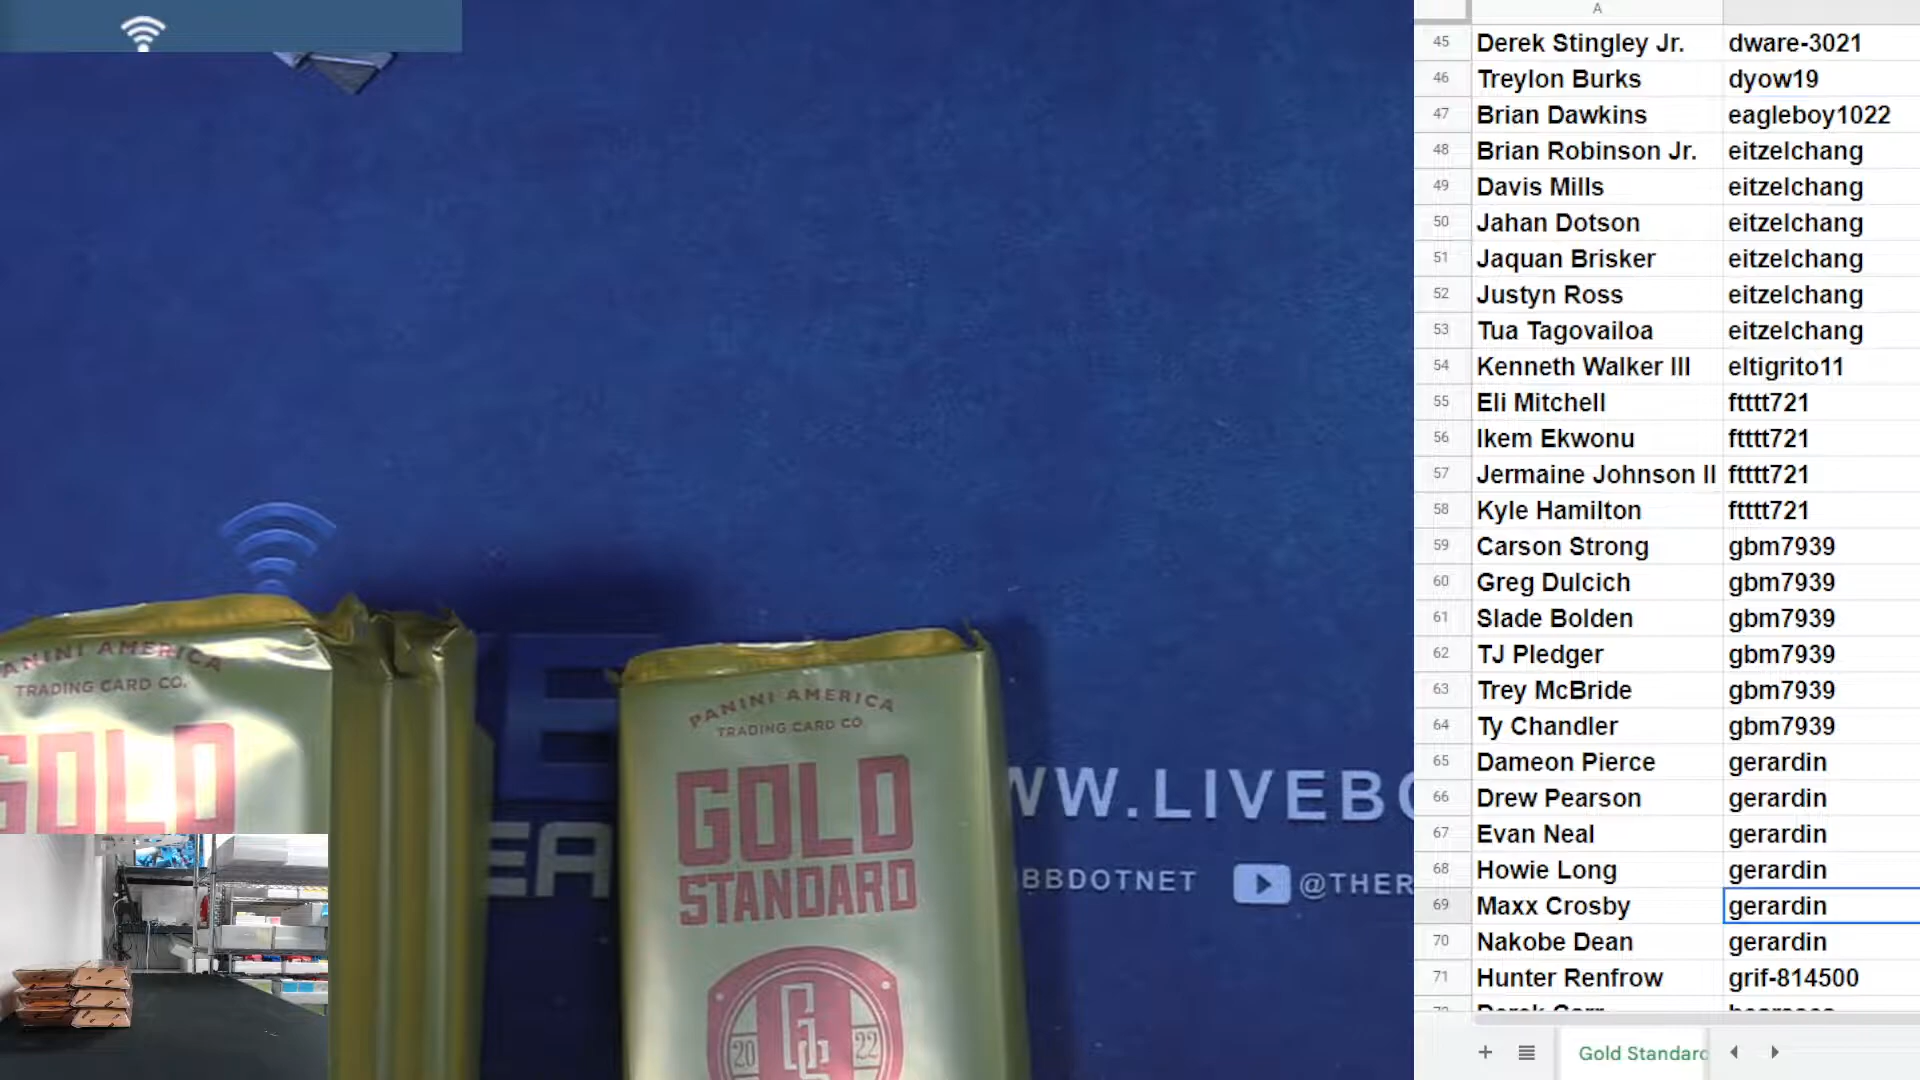 PANINI AMERICA
TRADING CARD CO.
GOLD
PANINI AMERICA
TRADING CARD CO
GOLD
STANDARD
20 GS 22
WW.LIVEB
BBDOTNET
@THER
EA
A
45 Derek Stingley Jr. dware-3021
46 Treylon Burks dyow19
47 Brian Dawkins eagleboy1022
48 Brian Robinson Jr. eitzelchang
49 Davis Mills eitzelchang
50 Jahan Dotson eitzelchang
51 Jaquan Brisker eitzelchang
52 Justyn Ross eitzelchang
53 Tua Tagovailoa eitzelchang
54 Kenneth Walker III eltigrito11
55 Eli Mitchell ftttt721
56 Ikem Ekwonu ftttt721
57 Jermaine Johnson II ftttt721
58 Kyle Hamilton ftttt721
59 Carson Strong gbm7939
60 Greg Dulcich gbm7939
61 Slade Bolden gbm7939
62 TJ Pledger gbm7939
63 Trey McBride gbm7939
64 Ty Chandler gbm7939
65 Dameon Pierce gerardin
66 Drew Pearson gerardin
67 Evan Neal gerardin
68 Howie Long gerardin
69 Maxx Crosby gerardin
70 Nakobe Dean gerardin
71 Hunter Renfrow grif-814500
Derek Carr
Gold Standard